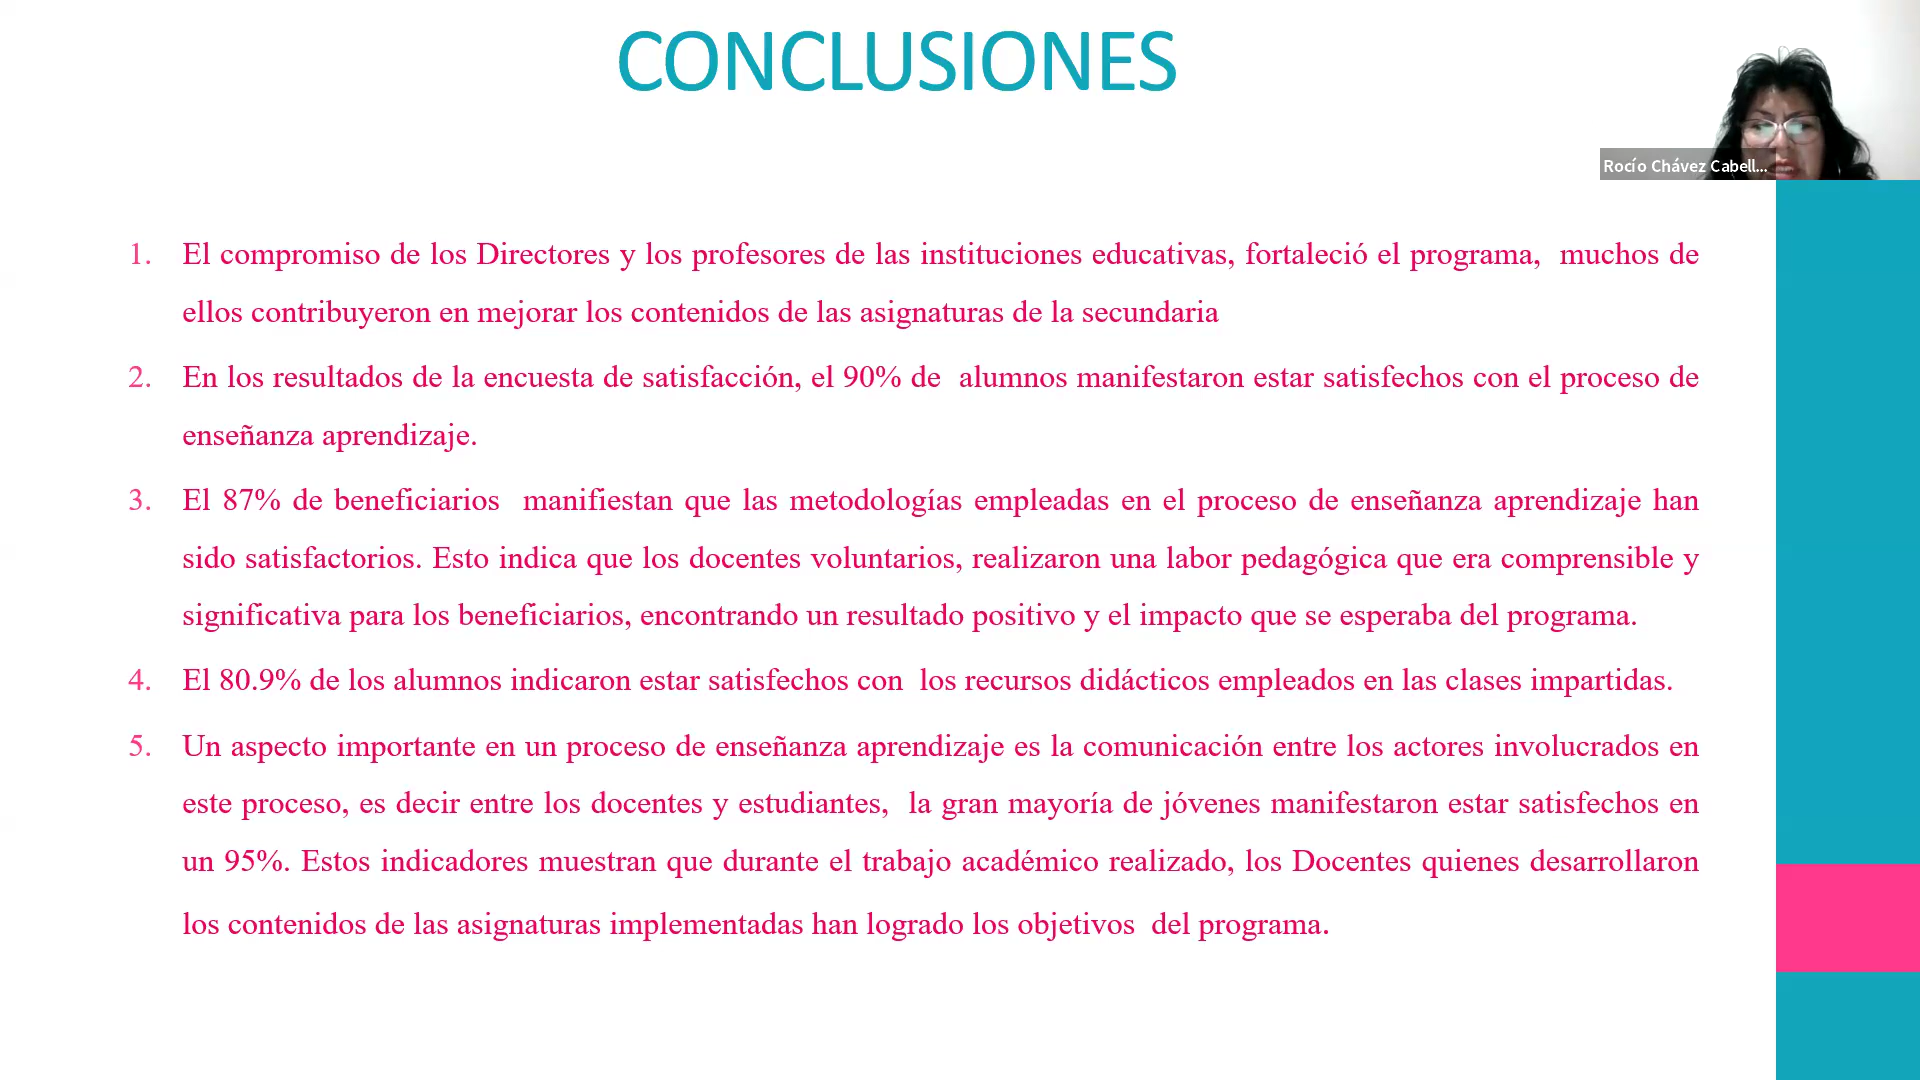 CONCLUSIONES
Rocío Chávez Cabell...
1. El compromiso de los Directores y los profesores de las instituciones educativas, fortaleció el programa, muchos de
ellos contribuyeron en mejorar los contenidos de las asignaturas de la secundaria
2. En los resultados de la encuesta de satisfacción, el 90% de alumnos manifestaron estar satisfechos con el proceso de
enseñanza aprendizaje.
3. El 87% de beneficiarios manifiestan que las metodologías empleadas en el proceso de enseñanza aprendizaje han
sido satisfactorios. Esto indica que los docentes voluntarios, realizaron una labor pedagógica que era comprensible y
significativa para los beneficiarios, encontrando un resultado positivo y el impacto que se esperaba del programa.
4. El 80.9% de los alumnos indicaron estar satisfechos con los recursos didácticos empleados en las clases impartidas.
5. Un aspecto importante en un proceso de enseñanza aprendizaje es la comunicación entre los actores involucrados en
este proceso, es decir entre los docentes y estudiantes, la gran mayoría de jóvenes manifestaron estar satisfechos en
un 95%. Estos indicadores muestran que durante el trabajo académico realizado, los Docentes quienes desarrollaron
los contenidos de las asignaturas implementadas han logrado los objetivos del programa.